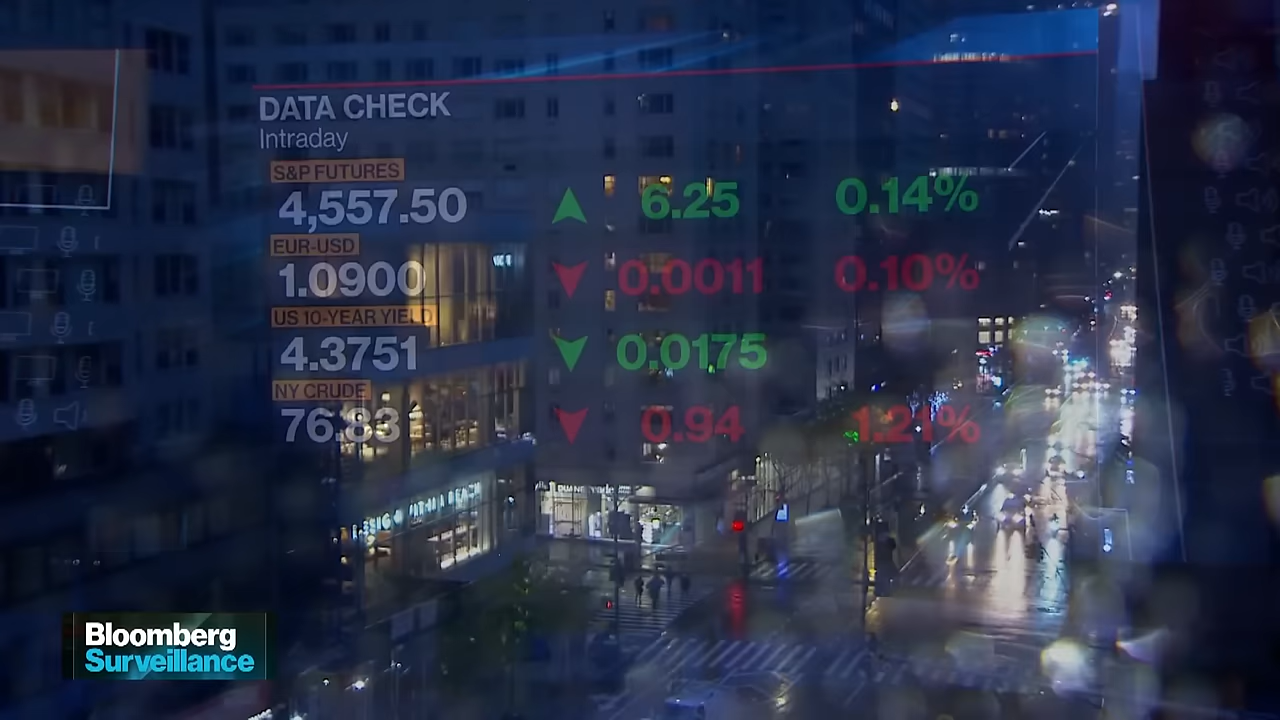 DATA CHECK
Intraday
S&P FUTURES
4,557.50 6.25 0.14%
EUR-USD
1.0900 0.0011 0.10%
US 10-YEAR YIELD
4.3751 0.0175
NY CRUDE
76.83 0.94 1.21%
Bloomberg
Surveillance